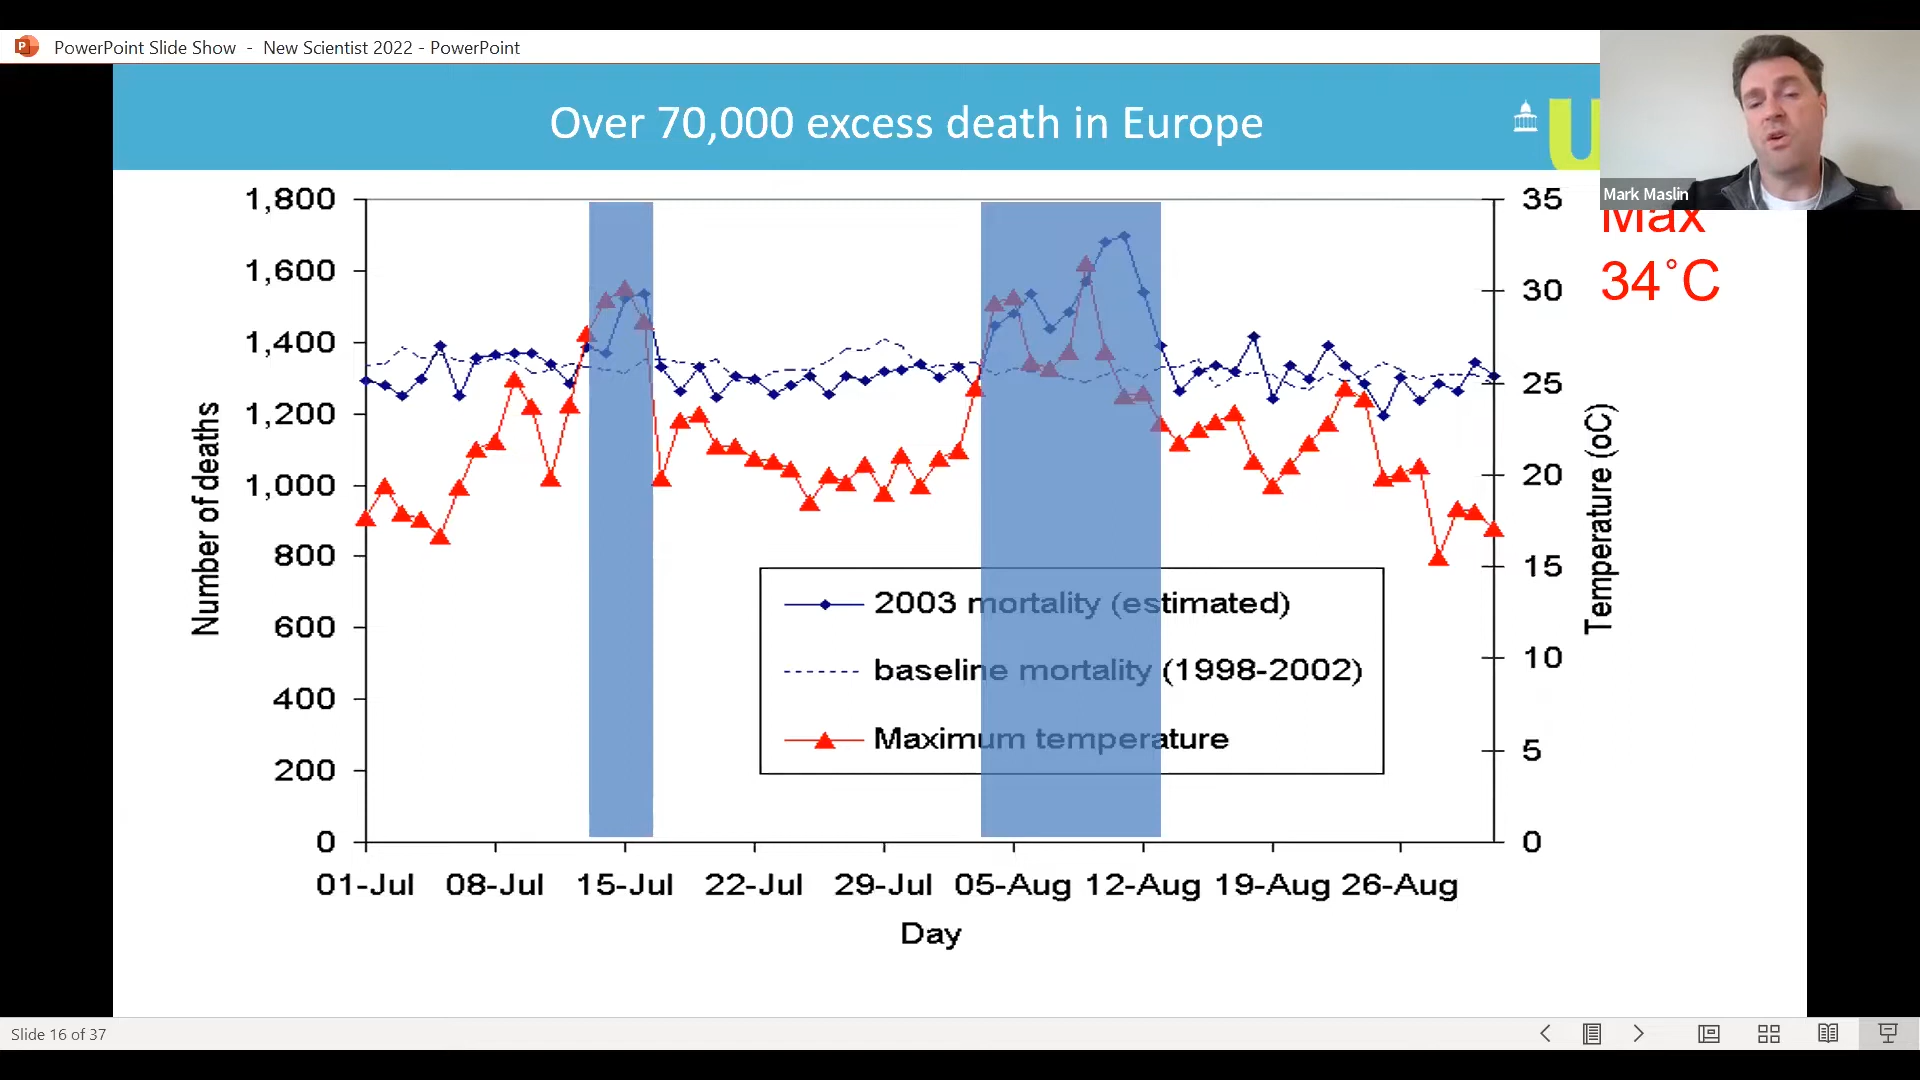 PowerPoint Slide Show - New Scientist 2022 - PowerPoint
Over 70,000 excess death in Europe
U
Mark Maslin
Max
34°C
1,800
1,600
1,400
1,200
1,000
800
600
400
200
0
Number of deaths
35
30
25
20
15
10
5
0
Temperature (oC)
2003 mortality (estimated)
baseline mortality (1998-2002)
Maximum temperature
01-Jul 08-Jul 15-Jul 22-Jul 29-Jul 05-Aug 12-Aug 19-Aug 26-Aug
Day
Slide 16 of 37